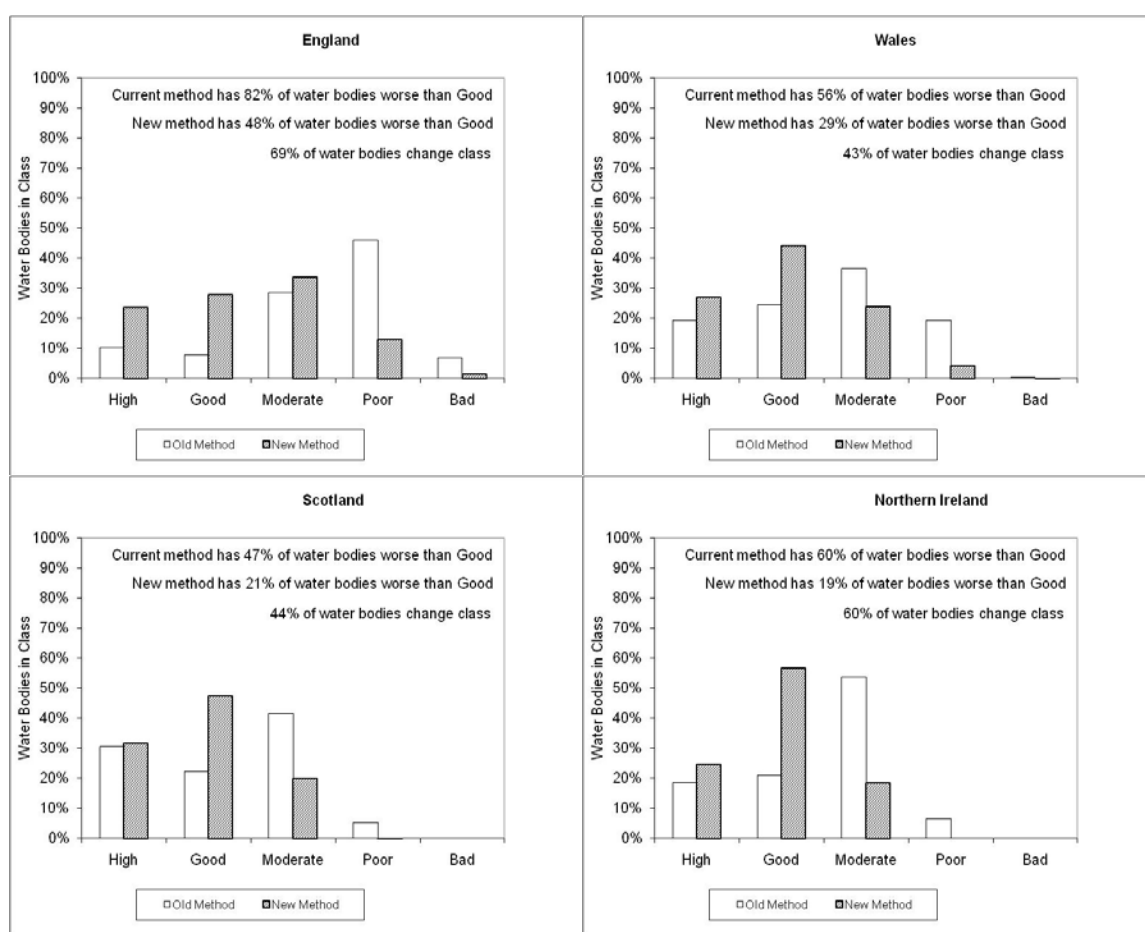 England
100%
90%
80%
70%
60%
50%
40%
30%
20%
10%
0%
Water Bodies in Class
Current method has 82% of water bodies worse than Good
New method has 48% of water bodies worse than Good
69% of water bodies change class
High Good Moderate Poor Bad
Old Method New Method
Wales
100%
90%
80%
70%
60%
50%
40%
30%
20%
10%
0%
Water Bodies in Class
Current method has 56% of water bodies worse than Good
New method has 29% of water bodies worse than Good
43% of water bodies change class
High Good Moderate Poor Bad
Old Method New Method
Scotland
100%
90%
80%
70%
60%
50%
40%
30%
20%
10%
0%
Water Bodies in Class
Current method has 47% of water bodies worse than Good
New method has 21% of water bodies worse than Good
44% of water bodies change class
High Good Moderate Poor Bad
Old Method New Method
Northern Ireland
100%
90%
80%
70%
60%
50%
40%
30%
20%
10%
0%
Water Bodies in Class
Current method has 60% of water bodies worse than Good
New method has 19% of water bodies worse than Good
60% of water bodies change class
High Good Moderate Poor Bad
Old Method New Method